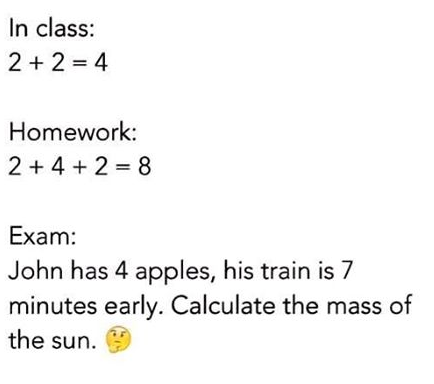 In class:
2 + 2 = 4
Homework:
2 + 4 + 2 = 8
Exam:
John has 4 apples, his train is 7
minutes early. Calculate the mass of
the sun. 🤔